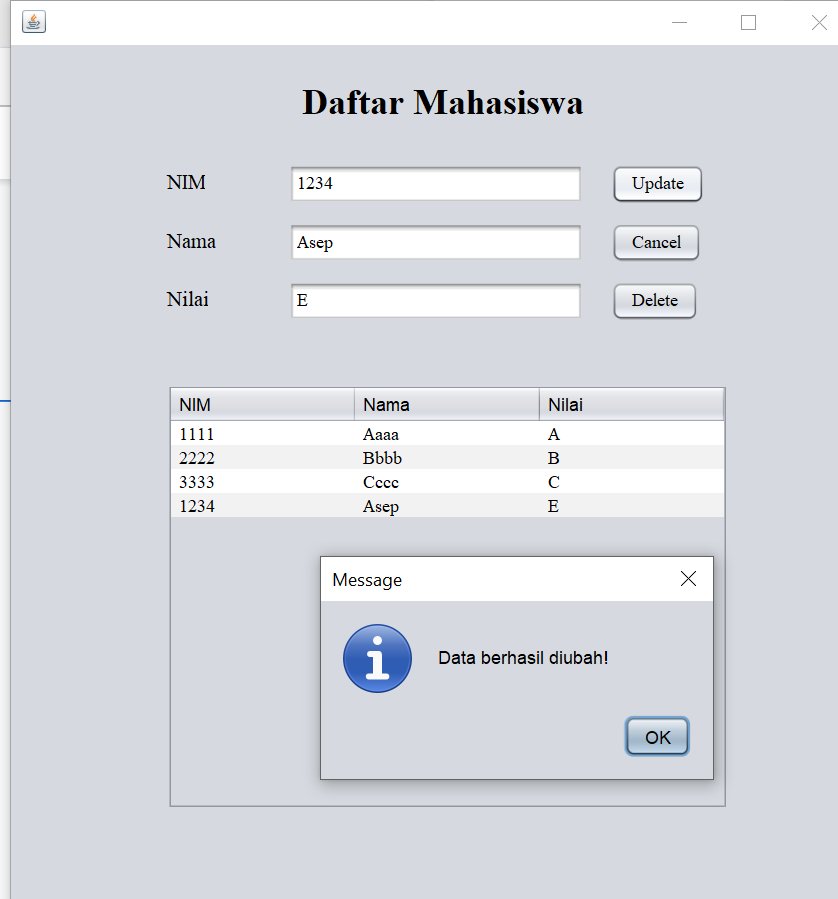 Daftar Mahasiswa
NIM 1234 Update
Nama Asep Cancel
Nilai E Delete
NIM Nama Nilai
1111 Aaaa A
2222 Bbbb B
3333 Cccc C
1234 Asep E
Message
Data berhasil diubah!
OK